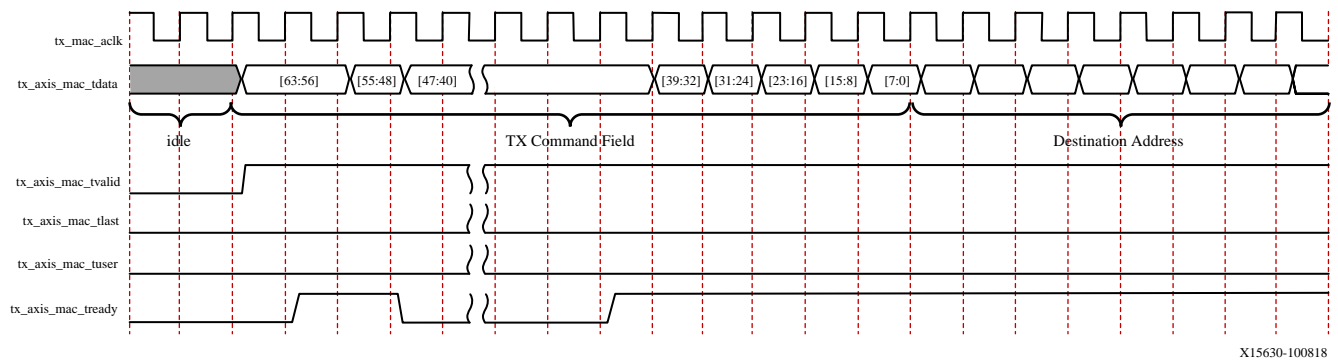 tx_mac_aclk
tx_axis_mac_tdata [63:56] [55:48] [47:40] [39:32] [31:24] [23:16] [15:8] [7:0]
idle TX Command Field Destination Address
tx_axis_mac_tvalid
tx_axis_mac_tlast
tx_axis_mac_tuser
tx_axis_mac_tready
X15630-100818